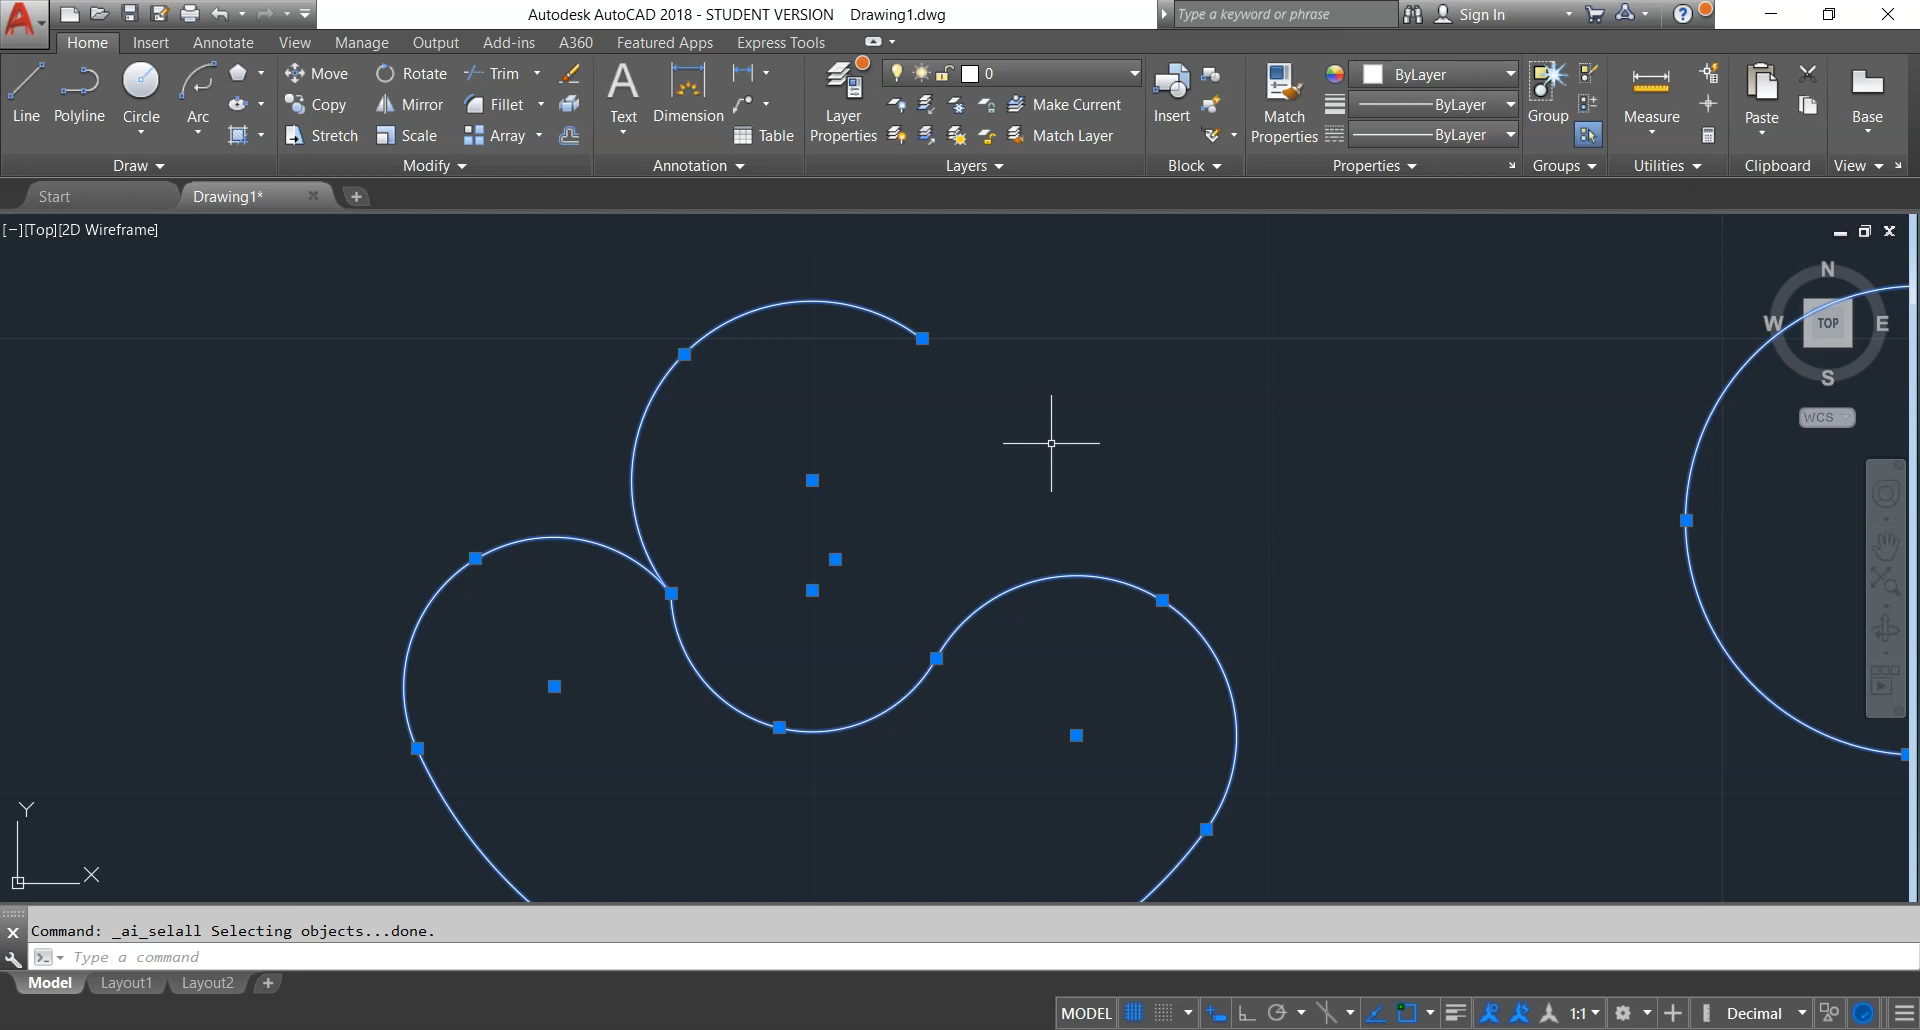 Autodesk AutoCAD 2018 - STUDENT VERSION Drawing1.dwg
Type a keyword or phrase
Sign In
Home Insert Annotate View Manage Output Add-ins A360 Featured Apps Express Tools
Line Polyline Circle Arc
Move Rotate Trim
Copy Mirror Fillet
Stretch Scale Array
Text Dimension Table
Layer Properties
0
Make Current
Match Layer
Insert
Match Properties
ByLayer
ByLayer
ByLayer
Group
Measure
Paste
Base
Draw Modify Annotation Layers Block Properties Groups Utilities Clipboard View
Start Drawing1*
[−][Top][2D Wireframe]
N
W TOP E
S
WCS
Y
X
Command: _ai_selall Selecting objects...done.
Type a command
Model Layout1 Layout2
MODEL 1:1 Decimal